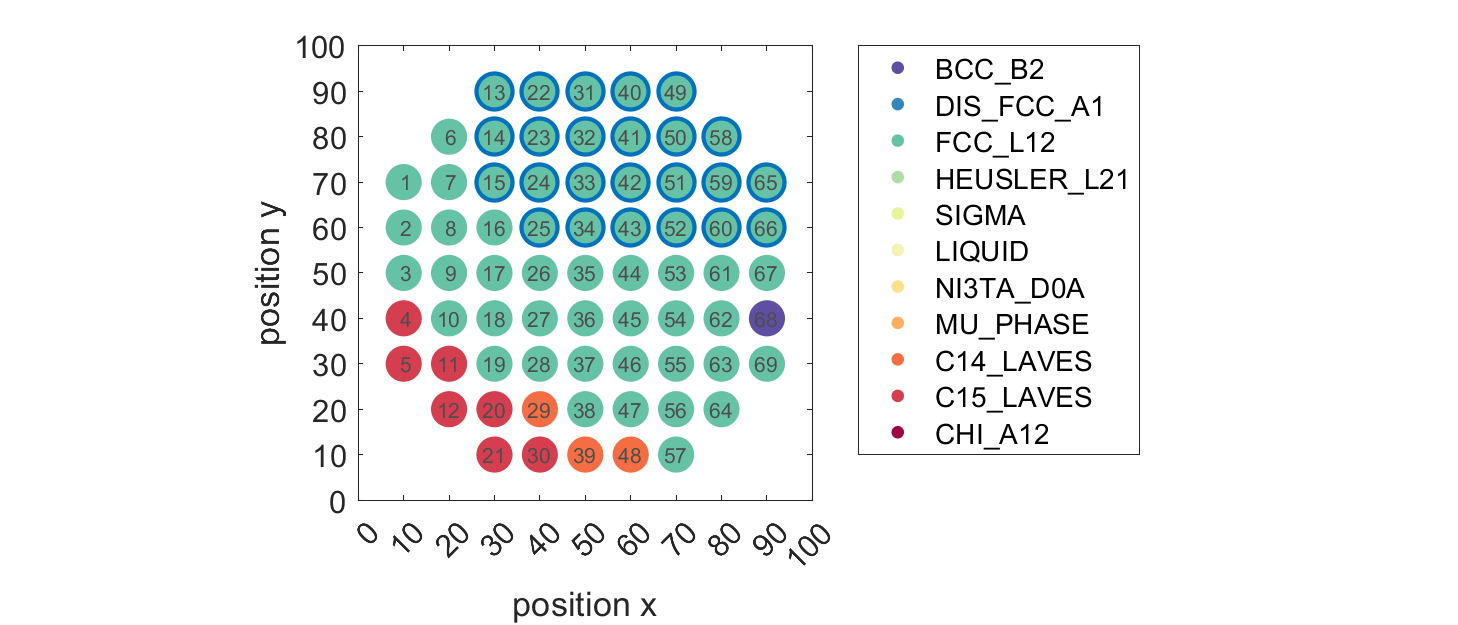 100
90 13 22 31 40 49
80 6 14 23 32 41 50 58
70 1 7 15 24 33 42 51 59 65
60 2 8 16 25 34 43 52 60 66
50 3 9 17 26 35 44 53 61 67
40 4 10 18 27 36 45 54 62 68
30 5 11 19 28 37 46 55 63 69
20 12 20 29 38 47 56 64
10 21 30 39 48 57
0
0 10 20 30 40 50 60 70 80 90 100
position x
position y
BCC_B2
DIS_FCC_A1
FCC_L12
HEUSLER_L21
SIGMA
LIQUID
NI3TA_D0A
MU_PHASE
C14_LAVES
C15_LAVES
CHI_A12